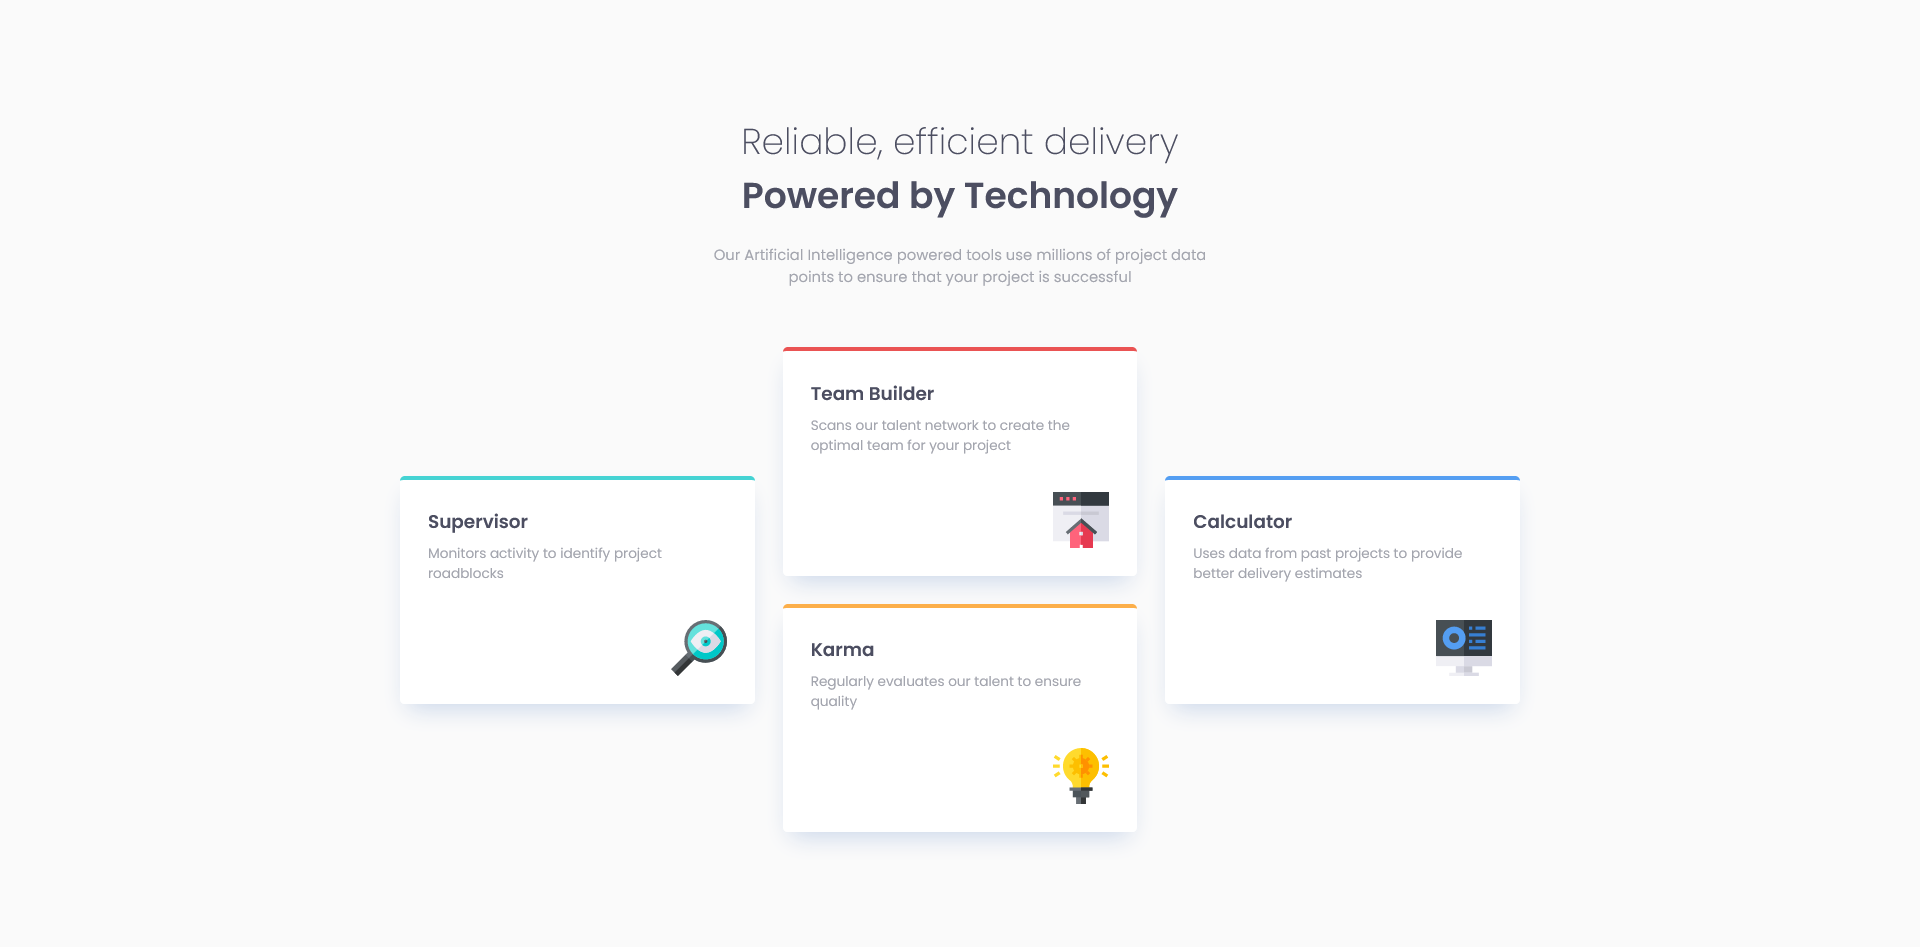 Reliable, efficient delivery
Powered by Technology
Our Artificial Intelligence powered tools use millions of project data
points to ensure that your project is successful
Supervisor
Monitors activity to identify project
roadblocks
Team Builder
Scans our talent network to create the
optimal team for your project
Karma
Regularly evaluates our talent to ensure
quality
Calculator
Uses data from past projects to provide
better delivery estimates